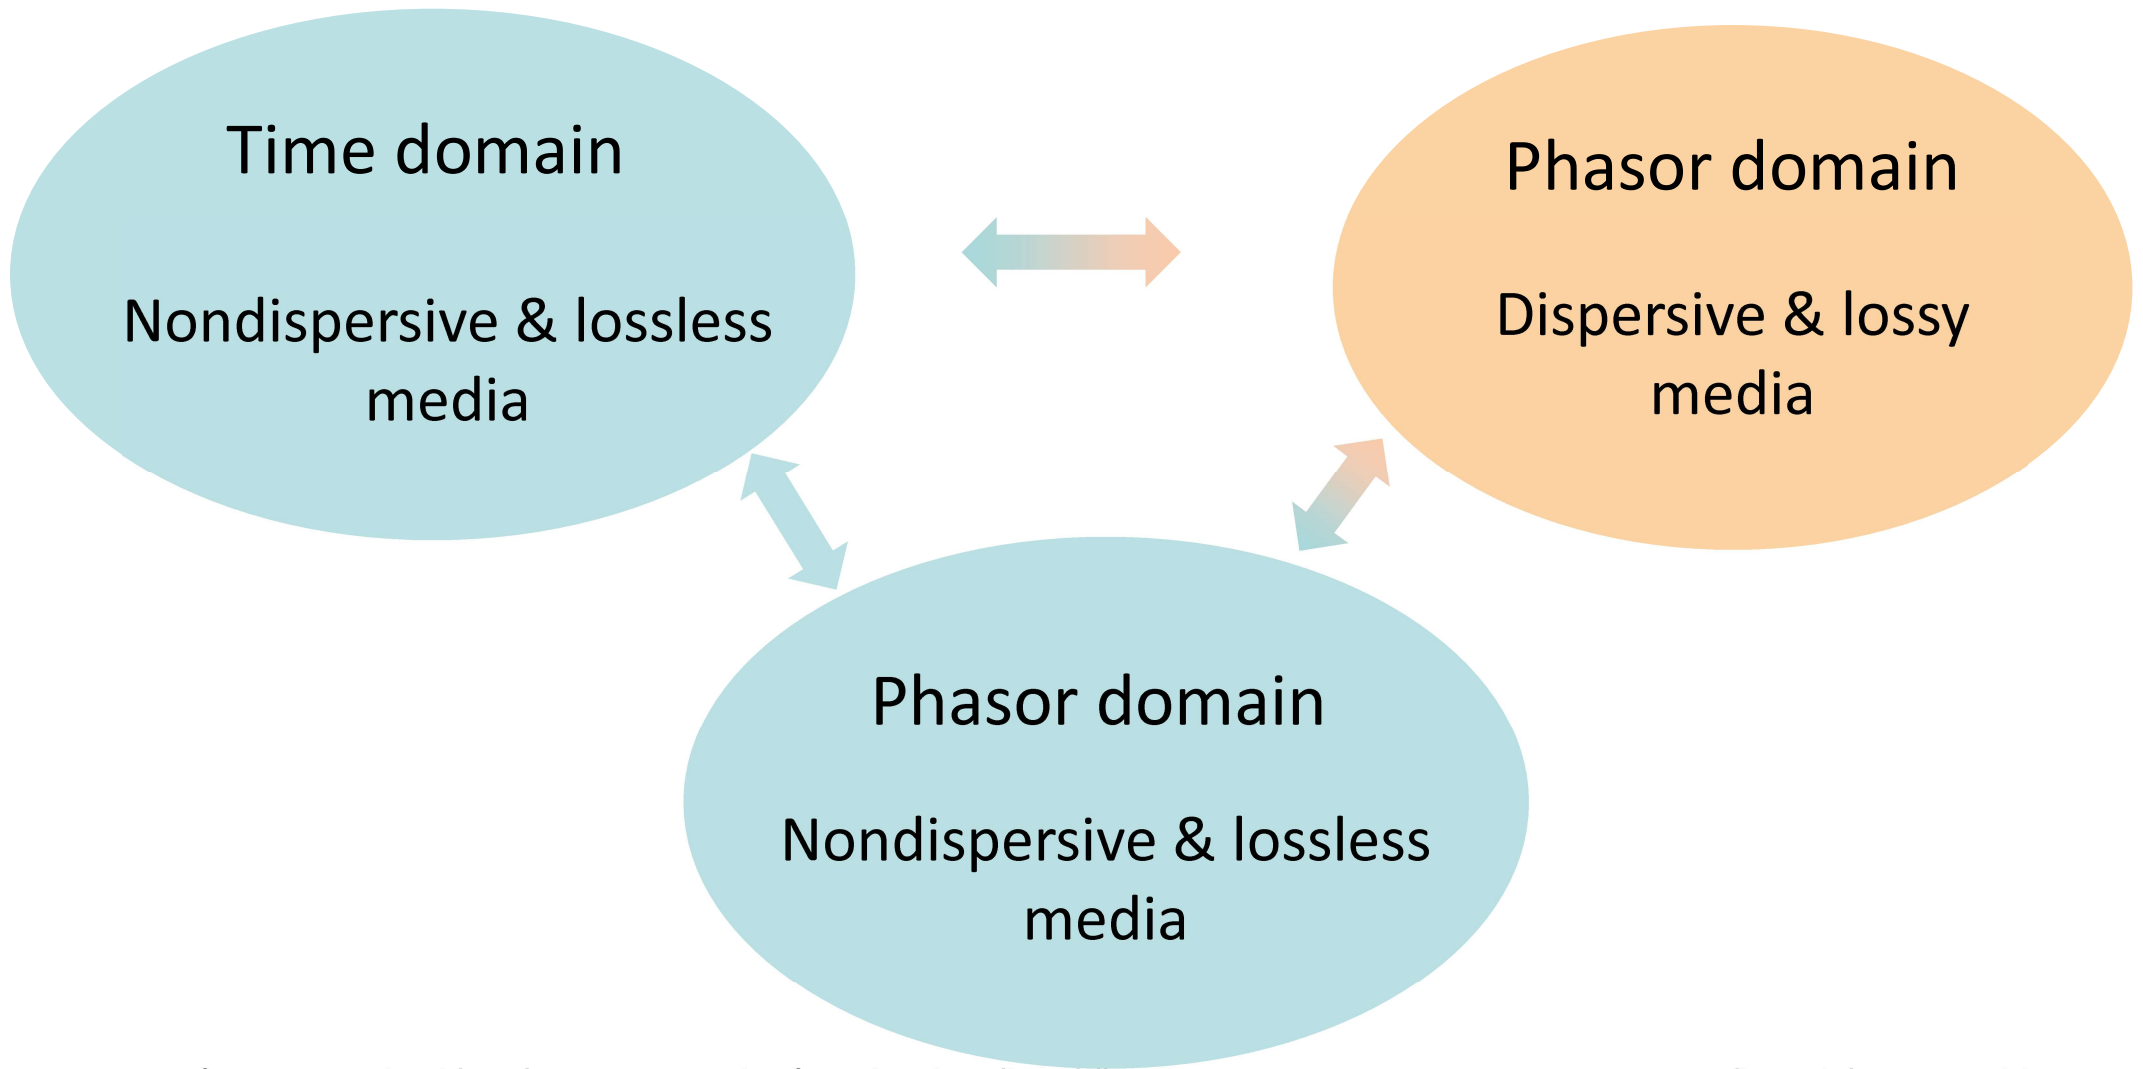 Time domain
Nondispersive & lossless
media
Phasor domain
Dispersive & lossy
media
Phasor domain
Nondispersive & lossless
media